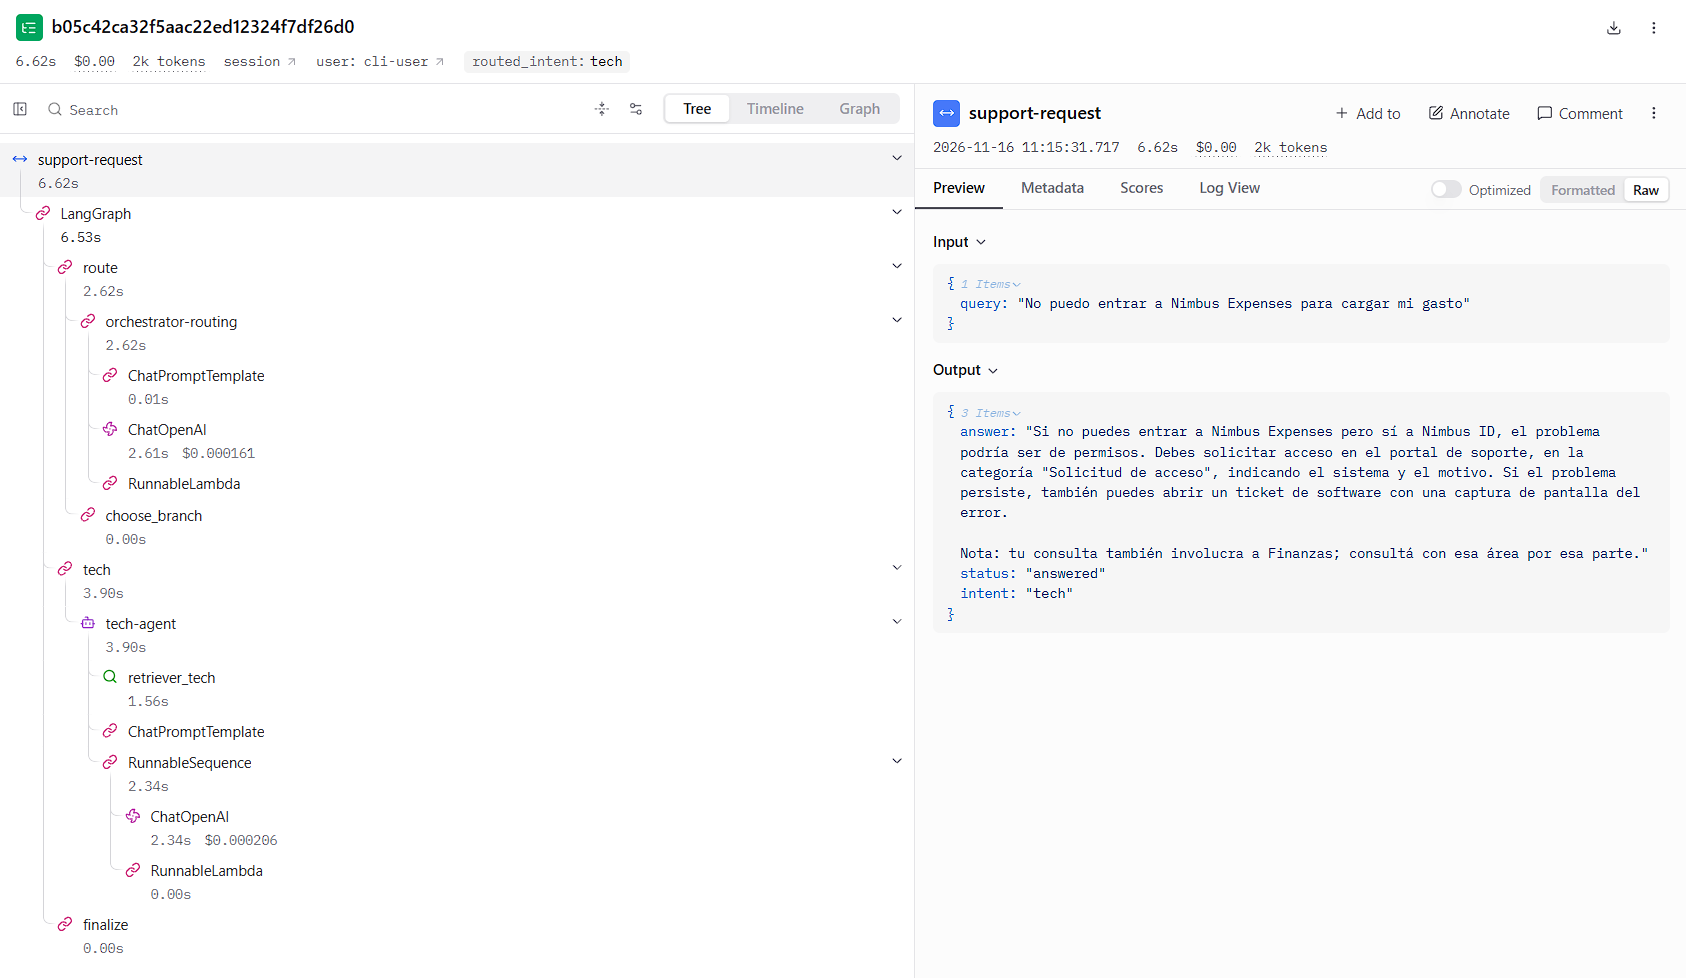 b05c42ca32f5aac22ed12324f7df26d0
6.62s $0.00 2k tokens session user: cli-user routed_intent: tech
Search
Tree Timeline Graph
support-request
6.62s
LangGraph
6.53s
route
2.62s
orchestrator-routing
2.62s
ChatPromptTemplate
0.01s
ChatOpenAI
2.61s $0.000161
RunnableLambda
choose_branch
0.00s
tech
3.90s
tech-agent
3.90s
retriever_tech
1.56s
ChatPromptTemplate
RunnableSequence
2.34s
ChatOpenAI
2.34s $0.000206
RunnableLambda
0.00s
finalize
0.00s
support-request
Add to Annotate Comment
2026-11-16 11:15:31.717 6.62s $0.00 2k tokens
Preview Metadata Scores Log View Optimized Formatted Raw
Input
{ 1 Items
query: "No puedo entrar a Nimbus Expenses para cargar mi gasto"
}
Output
{ 3 Items
answer: "Si no puedes entrar a Nimbus Expenses pero si a Nimbus ID, el problema
podría ser de permisos. Debes solicitar acceso en el portal de soporte, en la
categoría "Solicitud de acceso", indicando el sistema y el motivo. Si el problema
persiste, también puedes abrir un ticket de software con una captura de pantalla del
error.
Nota: tu consulta también involucra a Finanzas; consultá con esa área por esa parte."
status: "answered"
intent: "tech"
}